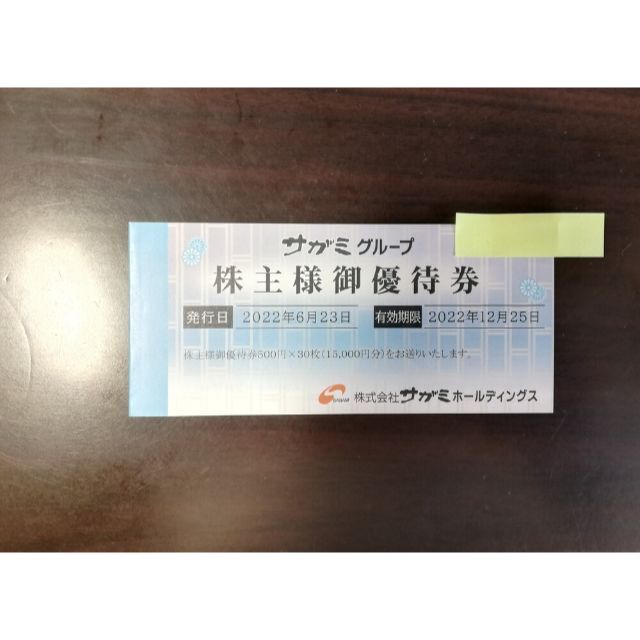 サガミグループ
株主様御優待券
発行日 2022年6月23日 有効期限 2022年12月25日
株主様御優待券500円×30枚(15,000円分)をお送りいたします。
SAGAMI 株式会社サガミホールディングス